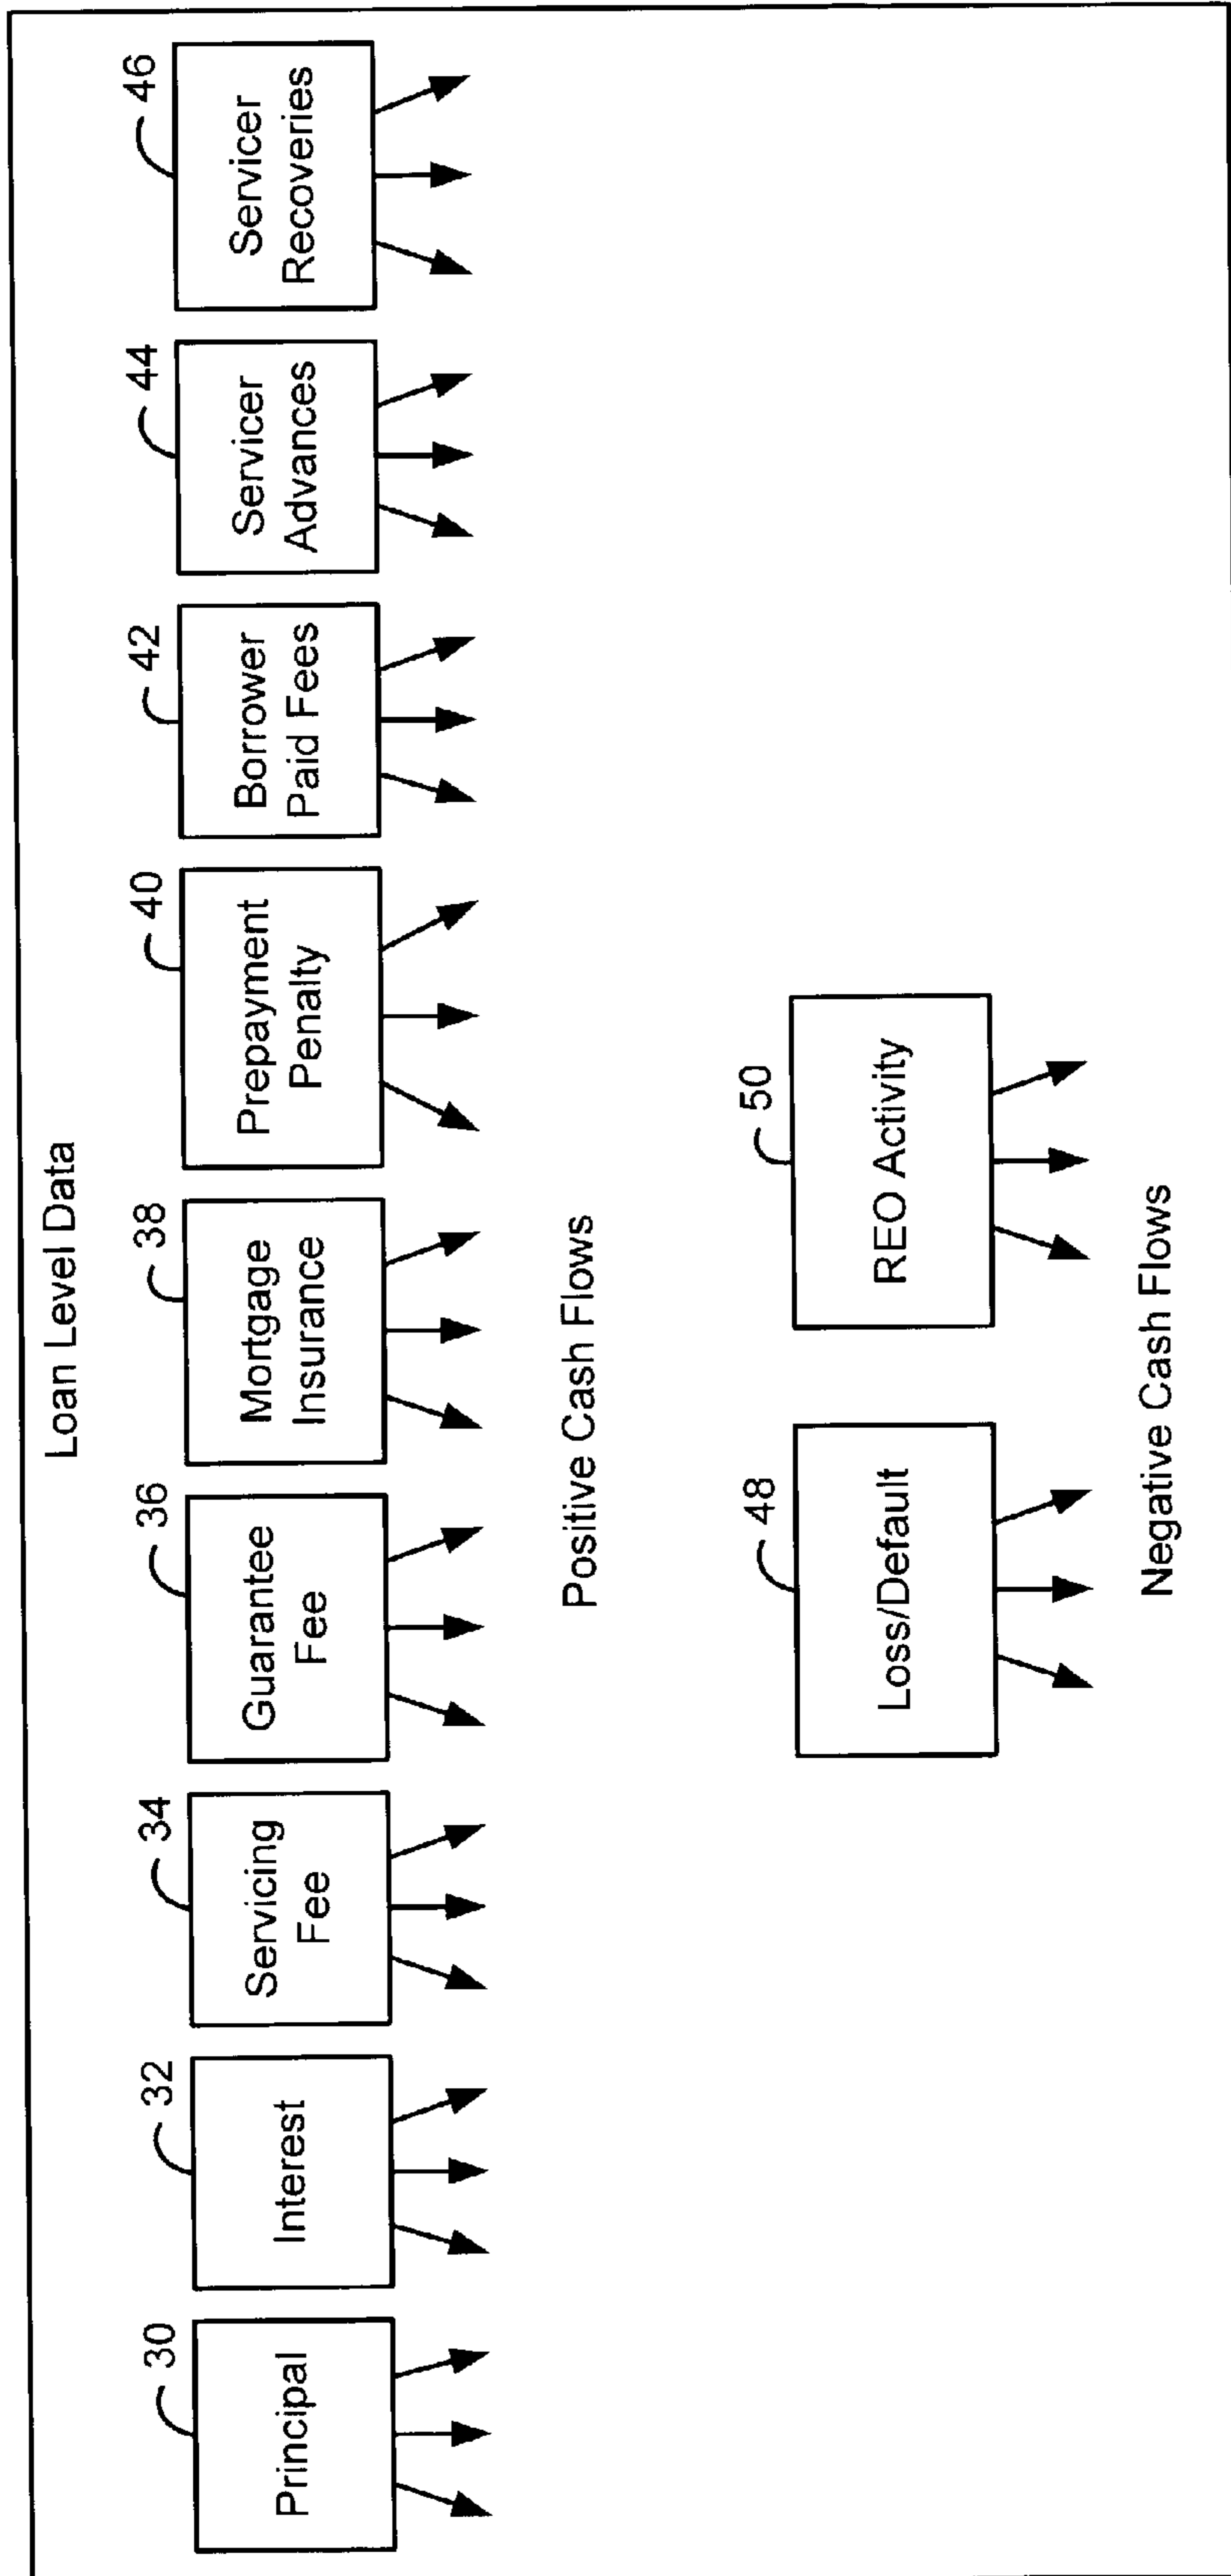 Loan Level Data
30
32
34
36
38
40
42
44
46
Principal
Interest
Servicing
Fee
Guarantee
Fee
Mortgage
Insurance
Prepayment
Penalty
Borrower
Paid Fees
Servicer
Advances
Servicer
Recoveries
Positive Cash Flows
48
50
Loss/Default
REO Activity
Negative Cash Flows